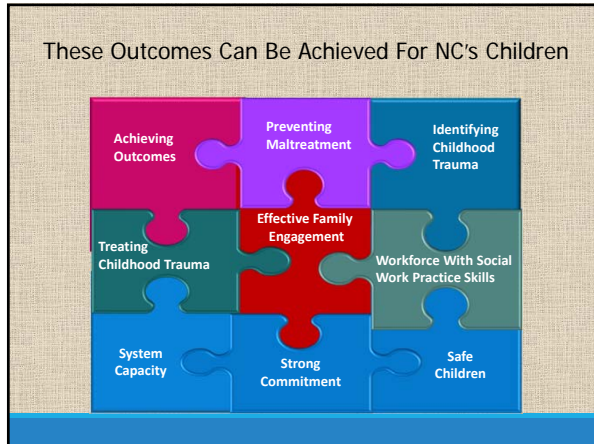 These Outcomes Can Be Achieved For NC's Children
Achieving
Outcomes
Preventing
Maltreatment
Identifying
Childhood
Trauma
Treating
Childhood Trauma
Effective Family
Engagement
Workforce With Social
Work Practice Skills
System
Capacity
Strong
Commitment
Safe
Children